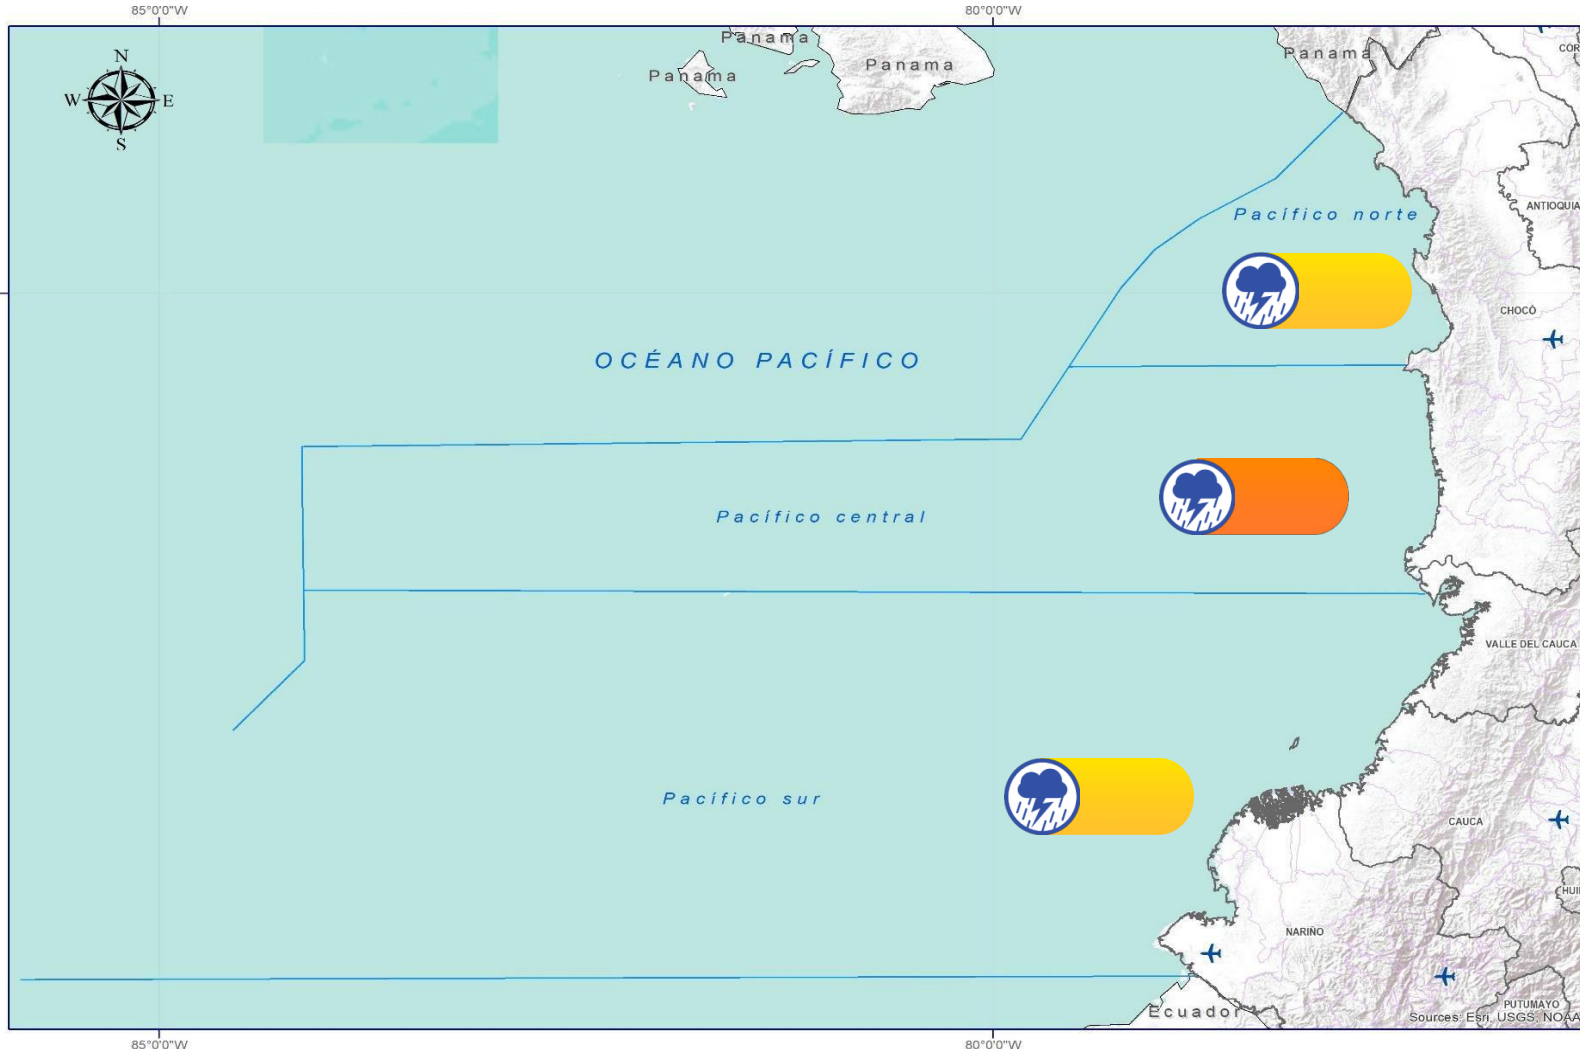 85°0'0"W
80°0'0"W
N
W
E
S
Panama
Panama
Panama
Panama
COR
ANTIOQUIA
Pacífico norte
CHOCÓ
OCÉANO PACÍFICO
Pacífico central
VALLE DEL CAUCA
Pacífico sur
CAUCA
HUI
NARIÑO
PUTUMAYO
Ecuador
Sources: Esri, USGS, NOAA
85°0'0"W
80°0'0"W